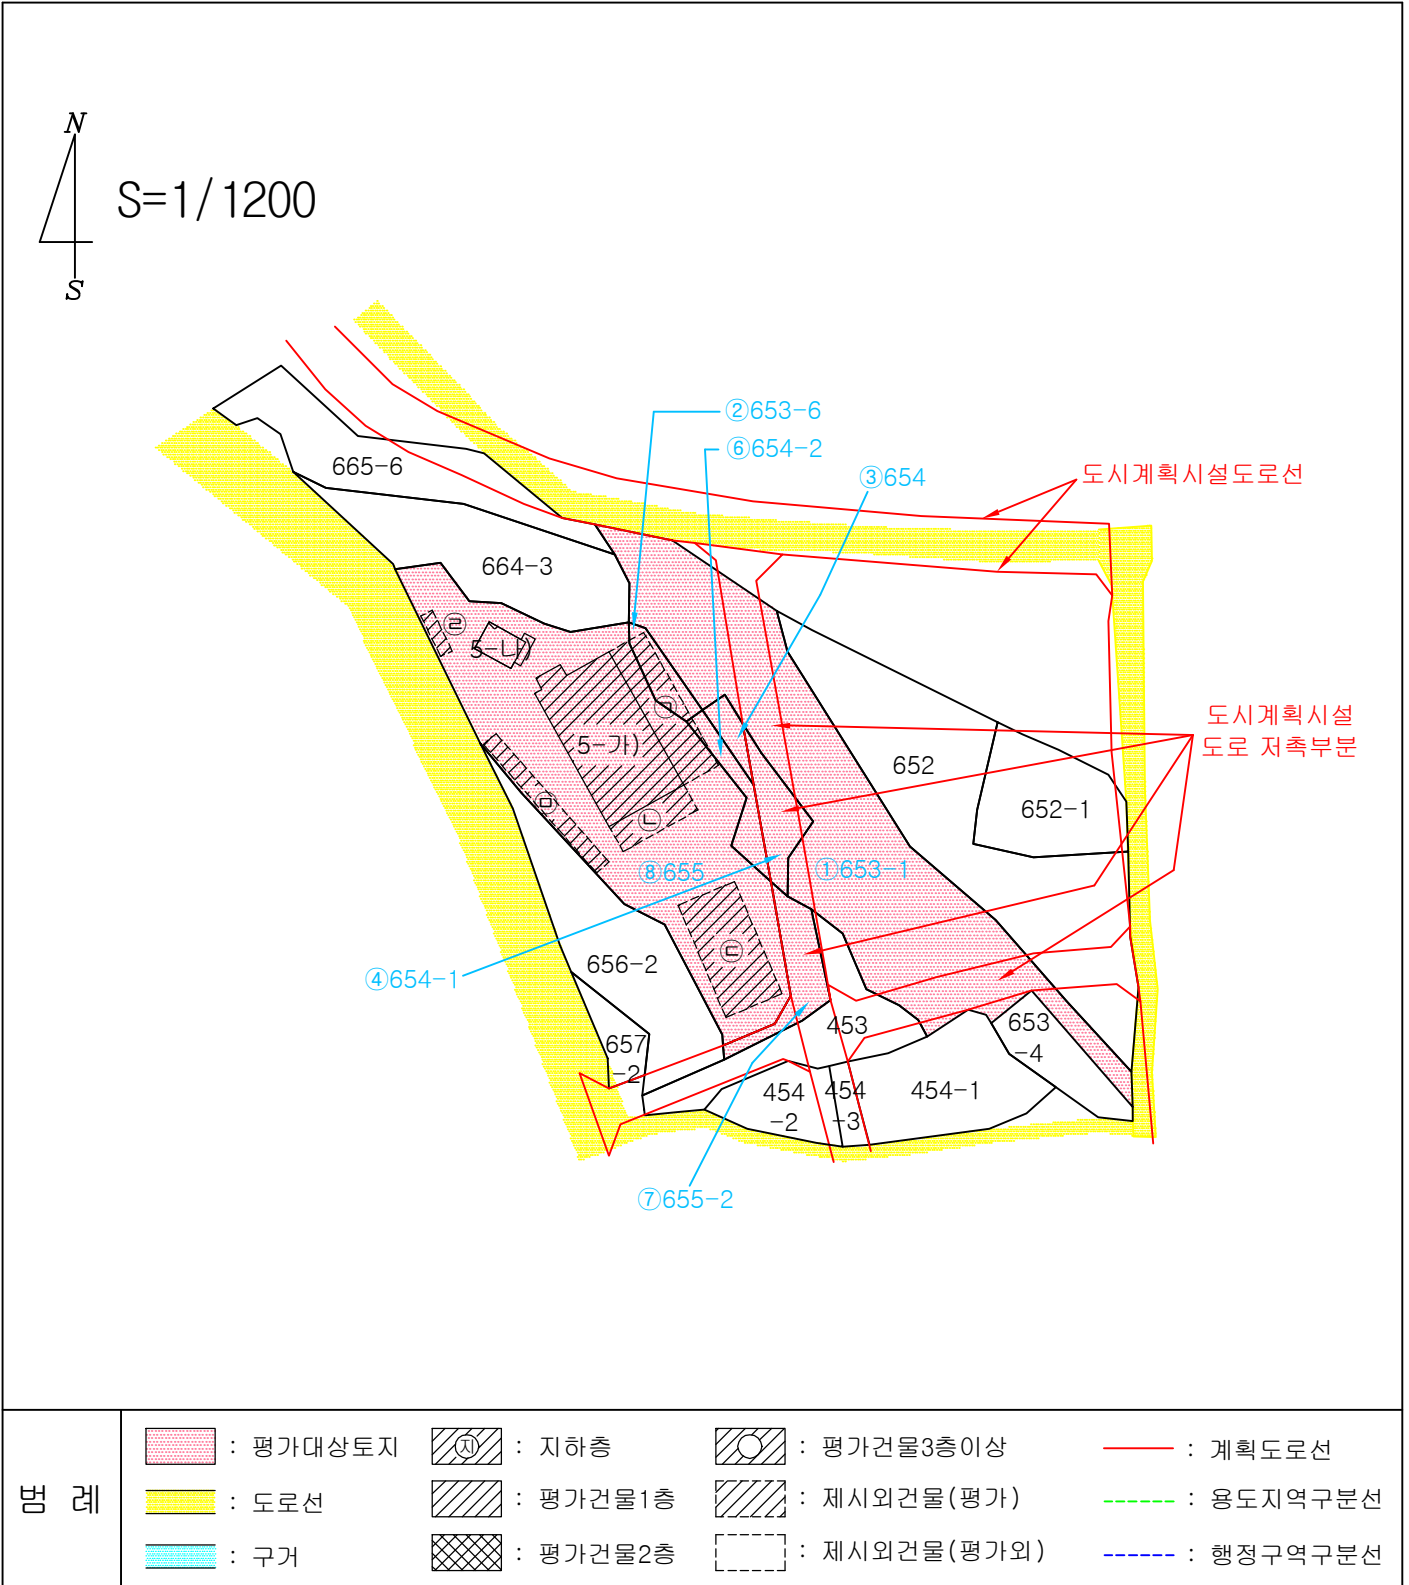 N
S=1/1200
S
②653-6
⑥654-2
③654
665-6
도시계획시설도로선
664-3
㉣
5-나)
㉠
도시계획시설
도로 저촉부분
5-가)
652
652-1
㉤
㉡
⑧655
①653-1
㉢
656-2
④654-1
453
653
-4
657
-2
454
-2
454
-3
454-1
⑦655-2
범 례
: 평가대상토지
: 도로선
: 구거
지
: 지하층
: 평가건물1층
: 평가건물2층
: 평가건물3층이상
: 제시외건물(평가)
: 제시외건물(평가외)
: 계획도로선
: 용도지역구분선
: 행정구역구분선